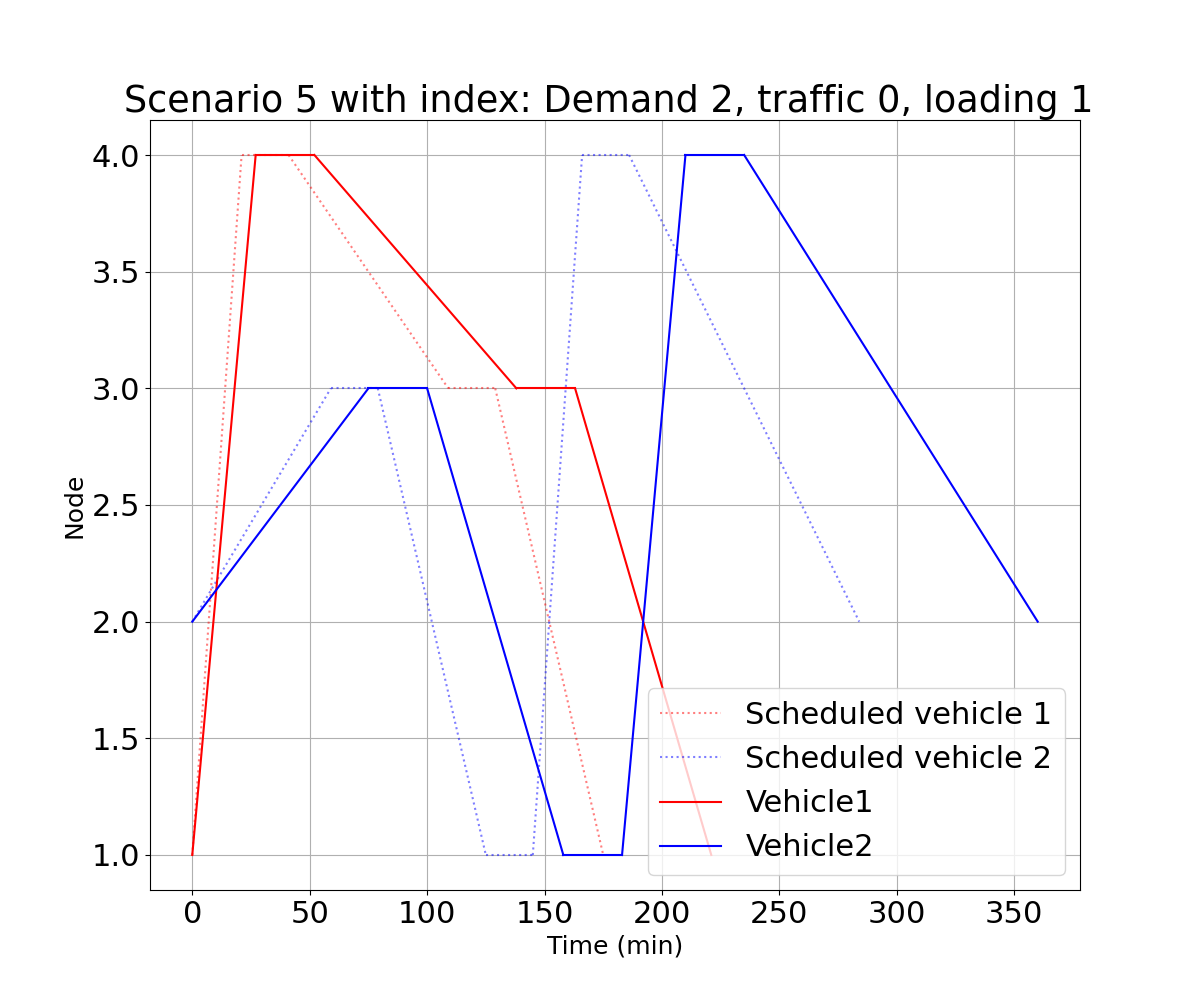 Scenario 5 with index: Demand 2, traffic 0, loading 1
4.0
3.5
3.0
2.5
2.0
1.5
1.0
Node
Scheduled vehicle 1
Scheduled vehicle 2
Vehicle1
Vehicle2
0 50 100 150 200 250 300 350
Time (min)